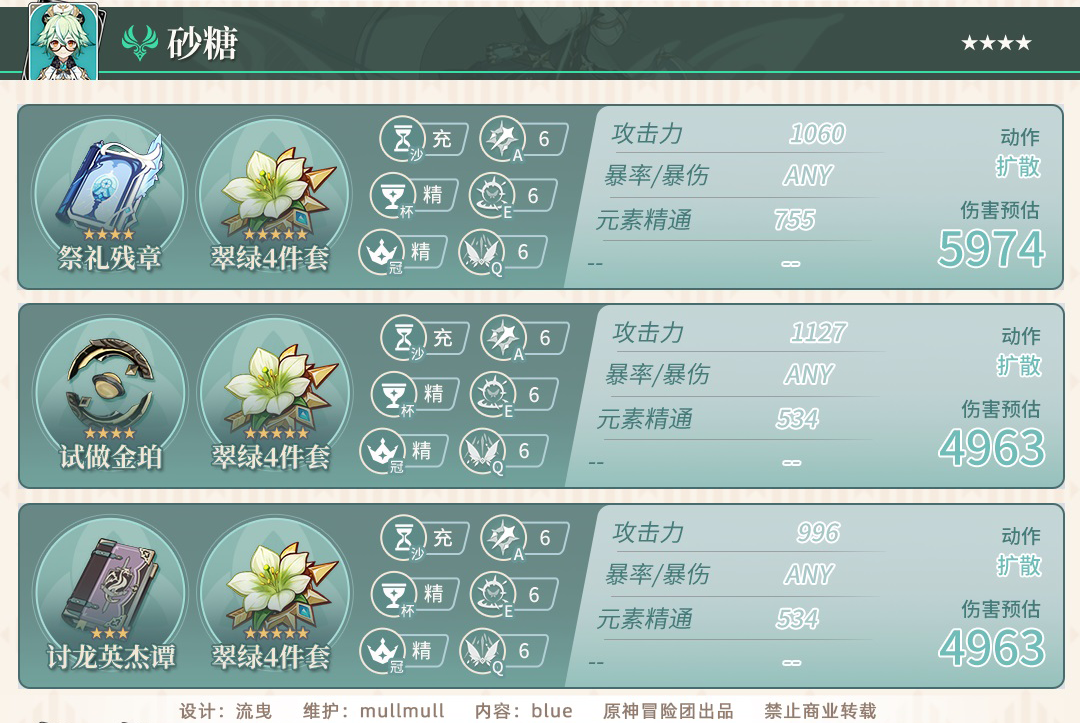 砂糖
祭礼残章
翠绿4件套
沙 充
A 6
杯 精
E 6
冠 精
Q 6
攻击力 1060
暴率/暴伤 ANY
元素精通 755
-- --
动作
扩散
伤害预估
5974
试做金珀
翠绿4件套
沙 充
A 6
杯 精
E 6
冠 精
Q 6
攻击力 1127
暴率/暴伤 ANY
元素精通 534
-- --
动作
扩散
伤害预估
4963
讨龙英杰谭
翠绿4件套
沙 充
A 6
杯 精
E 6
冠 精
Q 6
攻击力 996
暴率/暴伤 ANY
元素精通 534
-- --
动作
扩散
伤害预估
4963
设计：流曳 维护：mullmull 内容：blue 原神冒险团出品 禁止商业转载